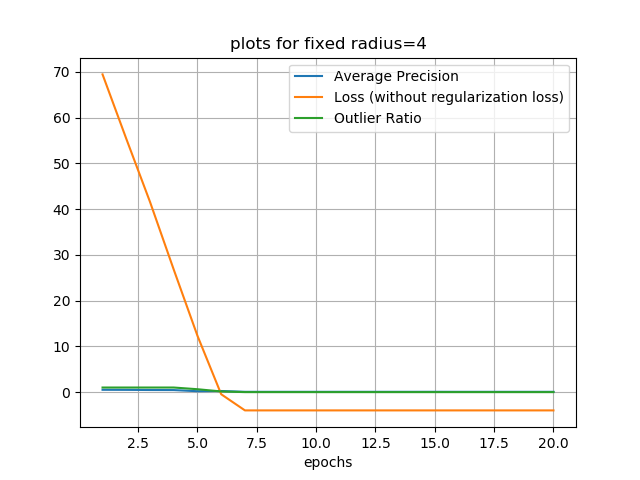 plots for fixed radius=4
Average Precision
Loss (without regularization loss)
Outlier Ratio
70
60
50
40
30
20
10
0
2.5 5.0 7.5 10.0 12.5 15.0 17.5 20.0
epochs